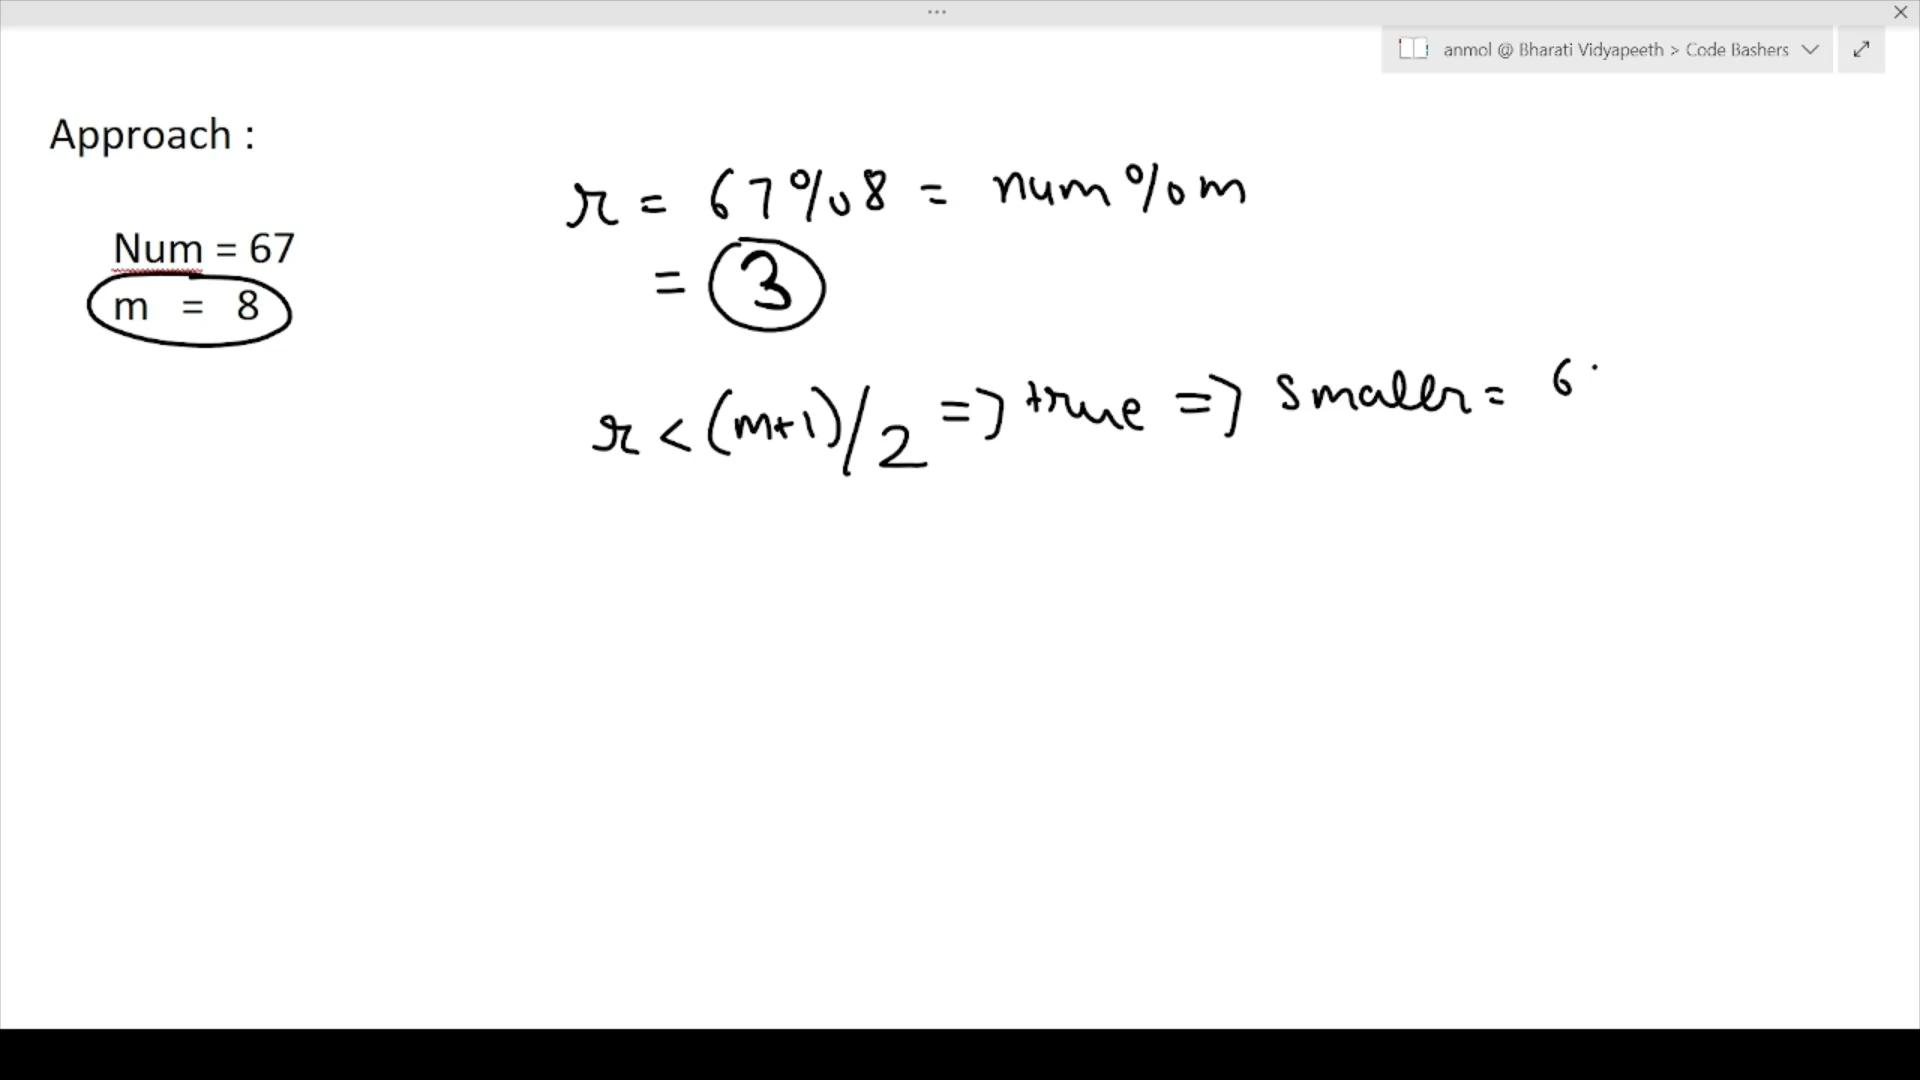 anmol @ Bharati Vidyapeeth > Code Bashers
Approach :
r = 67%8 = num%m
Num = 67
= 3
m = 8
r < (m+1)/2 => true => smaller = 6